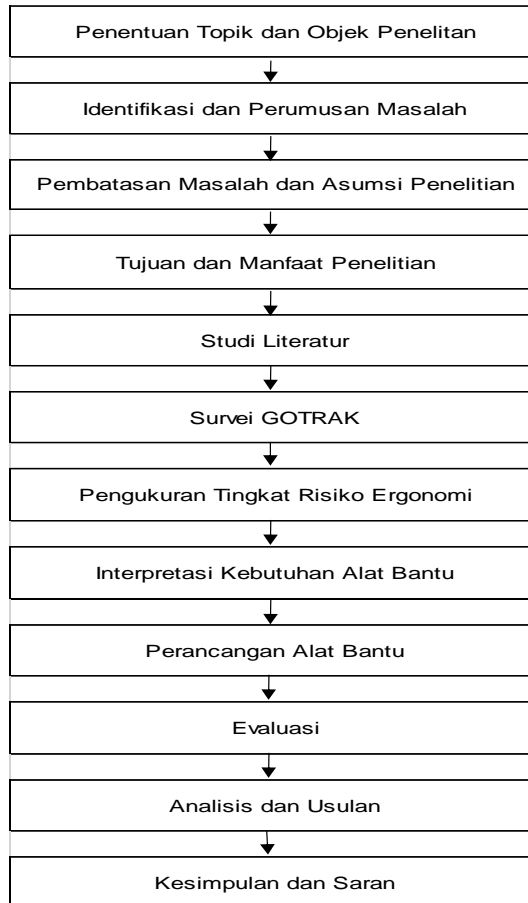 Penentuan Topik dan Objek Penelitan
Identifikasi dan Perumusan Masalah
Pembatasan Masalah dan Asumsi Penelitian
Tujuan dan Manfaat Penelitian
Studi Literatur
Survei GOTRAK
Pengukuran Tingkat Risiko Ergonomi
Interpretasi Kebutuhan Alat Bantu
Perancangan Alat Bantu
Evaluasi
Analisis dan Usulan
Kesimpulan dan Saran